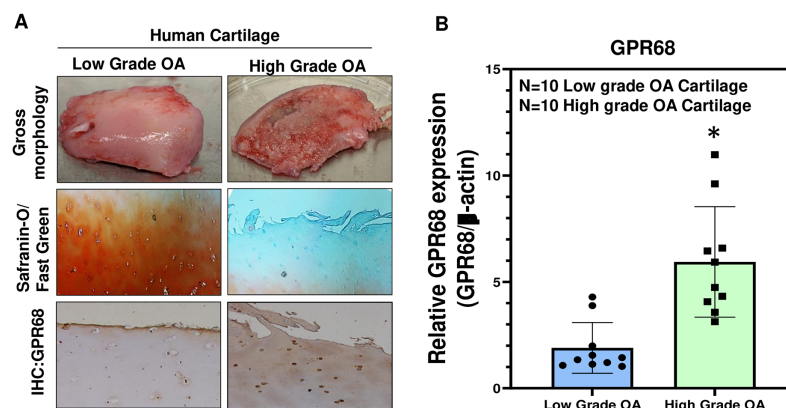 A
Human Cartilage
Low Grade OA
High Grade OA
Gross
morphology
Safranin-O/
Fast Green
IHC:GPR68
B
GPR68
N=10 Low grade OA Cartilage
N=10 High grade OA Cartilage
*
Relative GPR68 expression
(GPR68/β-actin)
15
10
5
0
Low Grade OA
High Grade OA